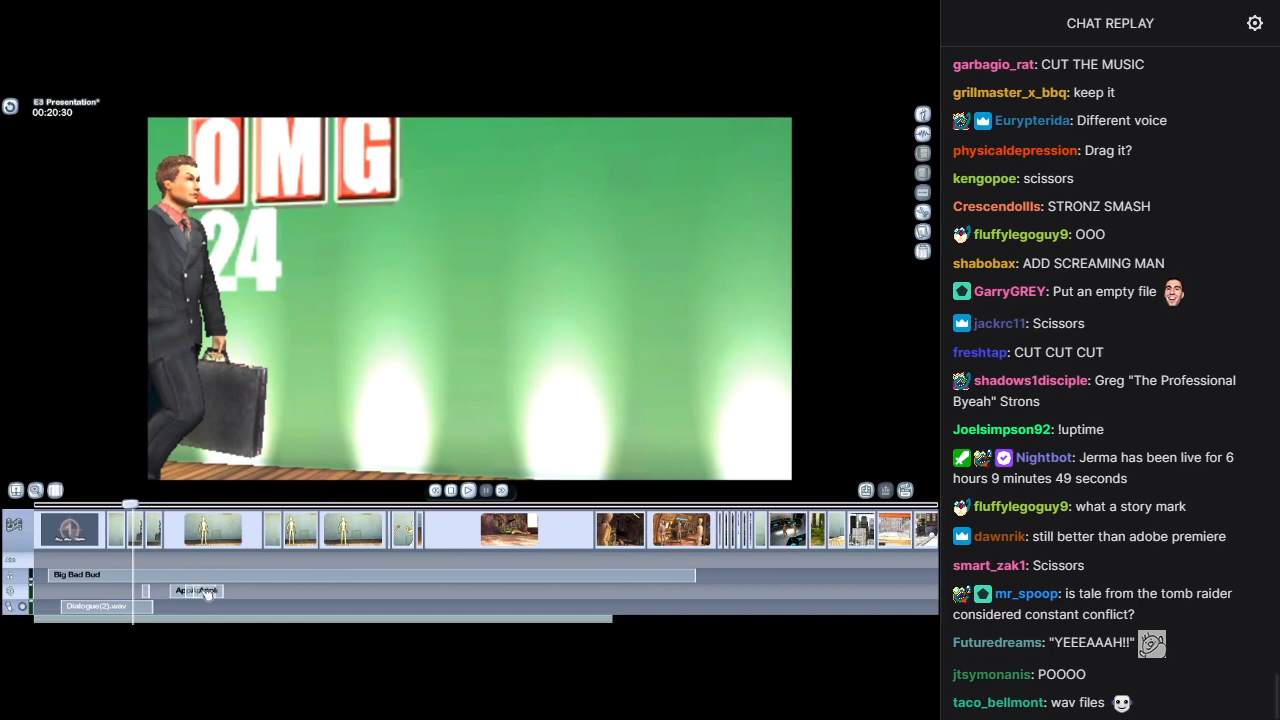 CHAT REPLAY
garbagio_rat: CUT THE MUSIC
grillmaster_x_bbq: keep it
Eurypterida: Different voice
physicaldepression: Drag it?
kengopoe: scissors
Crescendollls: STRONZ SMASH
fluffylegoguy9: OOO
shabobax: ADD SCREAMING MAN
GarryGREY: Put an empty file
jackrc11: Scissors
freshtap: CUT CUT CUT
shadows1disciple: Greg "The Professional
Byeah" Strons
Joelsimpson92: !uptime
Nightbot: Jerma has been live for 6
hours 9 minutes 49 seconds
fluffylegoguy9: what a story mark
dawnrik: still better than adobe premiere
smart_zak1: Scissors
mr_spoop: is tale from the tomb raider
considered constant conflict?
Futuredreams: "YEEEAAAH!!"
jtsymonanis: POOOO
taco_bellmont: wav files
E3 Presentation*
00:20:30
OMG
24
Big Bad Bud
Dialogue(2).wav